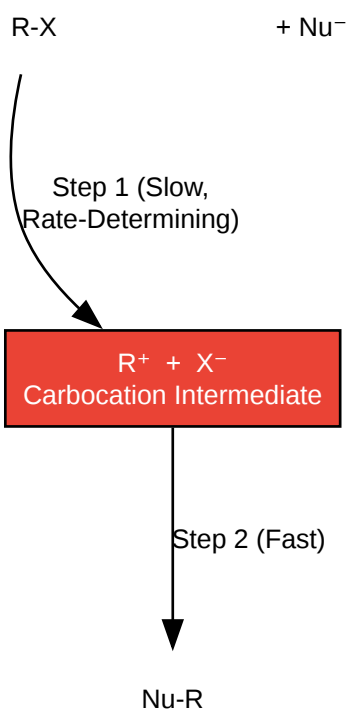 R-X + Nu⁻
Step 1 (Slow,
Rate-Determining)
R⁺ + X⁻
Carbocation Intermediate
Step 2 (Fast)
Nu-R